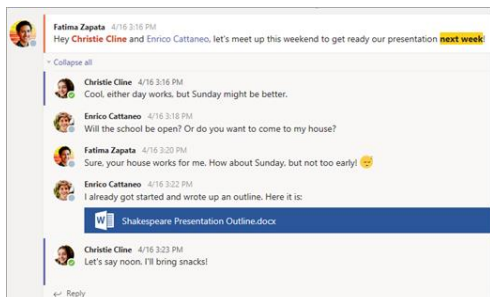 Fatima Zapata 4/16 3:16 PM
Hey Christie Cline and Enrico Cattaneo, let's meet up this weekend to get ready our presentation next week!
Collapse all
Christie Cline 4/16 3:16 PM
Cool, either day works, but Sunday might be better.
Enrico Cattaneo 4/16 3:18 PM
Will the school be open? Or do you want to come to my house?
Fatima Zapata 4/16 3:20 PM
Sure, your house works for me. How about Sunday, but not too early! 😴
Enrico Cattaneo 4/16 3:22 PM
I already got started and wrote up an outline. Here it is:
Shakespeare Presentation Outline.docx
Christie Cline 4/16 3:23 PM
Let's say noon. I'll bring snacks!
Reply